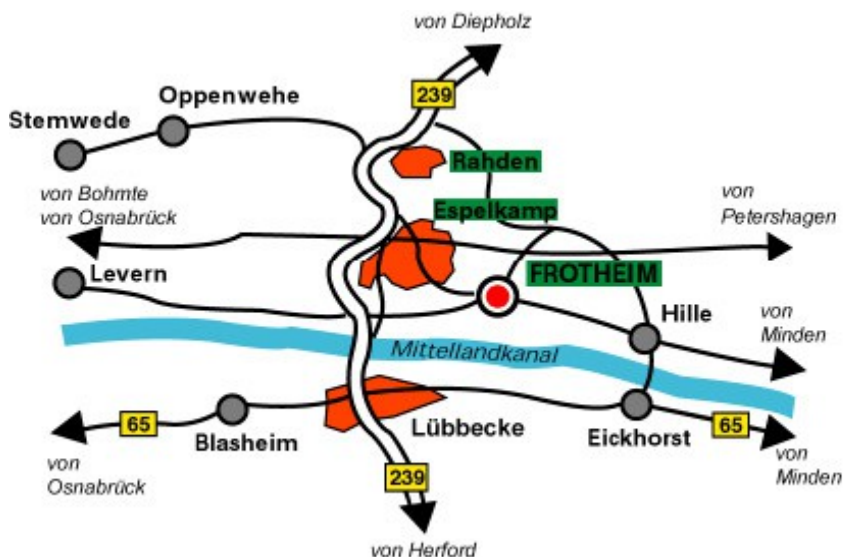 von Diepholz
239
Oppenwehe
Stemwede
Rahden
von Bohmte
von Osnabrück
Espelkamp
von
Petershagen
Levern
FROTHEIM
Hille
von
Minden
Mittellandkanal
65
Blasheim
Lübbecke
Eickhorst
65
von
Osnabrück
239
von
Minden
von Herford